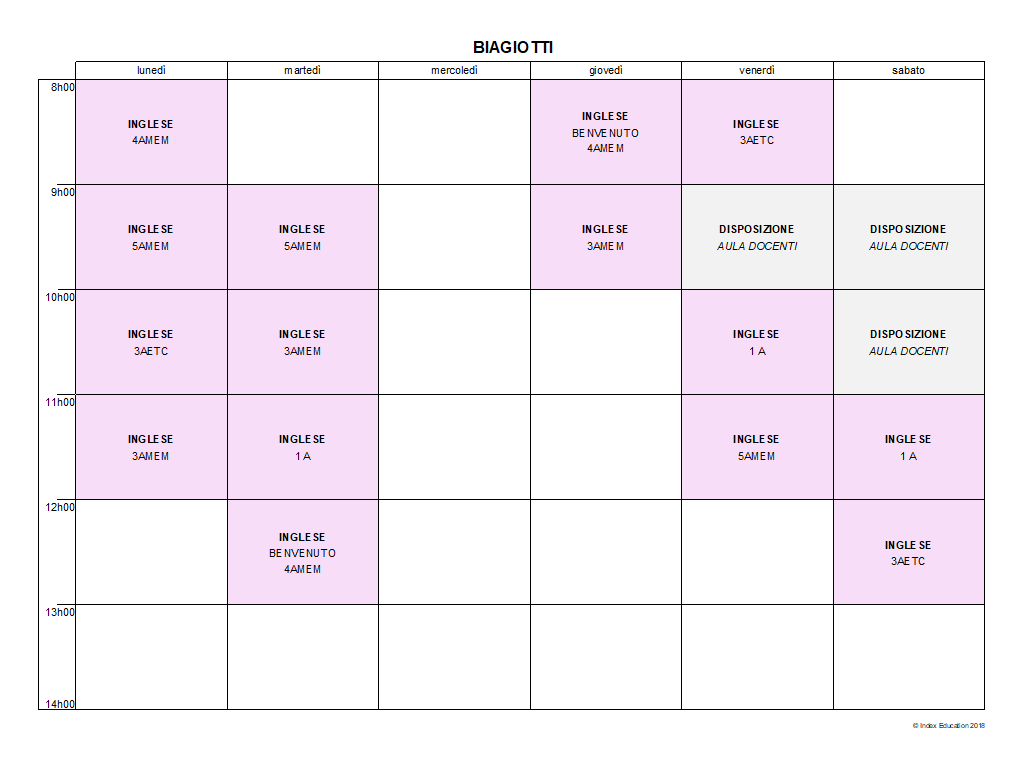 BIAGIOTTI
lunedì martedì mercoledì giovedì venerdì sabato
8h00
INGLESE
4AMEM
INGLESE
BENVENUTO
4AMEM
INGLESE
3AETC
9h00
INGLESE
5AMEM
INGLESE
5AMEM
INGLESE
3AMEM
DISPOSIZIONE
AULA DOCENTI
DISPOSIZIONE
AULA DOCENTI
10h00
INGLESE
3AETC
INGLESE
3AMEM
INGLESE
1 A
DISPOSIZIONE
AULA DOCENTI
11h00
INGLESE
3AMEM
INGLESE
1 A
INGLESE
5AMEM
INGLESE
1 A
12h00
INGLESE
BENVENUTO
4AMEM
INGLESE
3AETC
13h00
14h00
© Index Education 2018